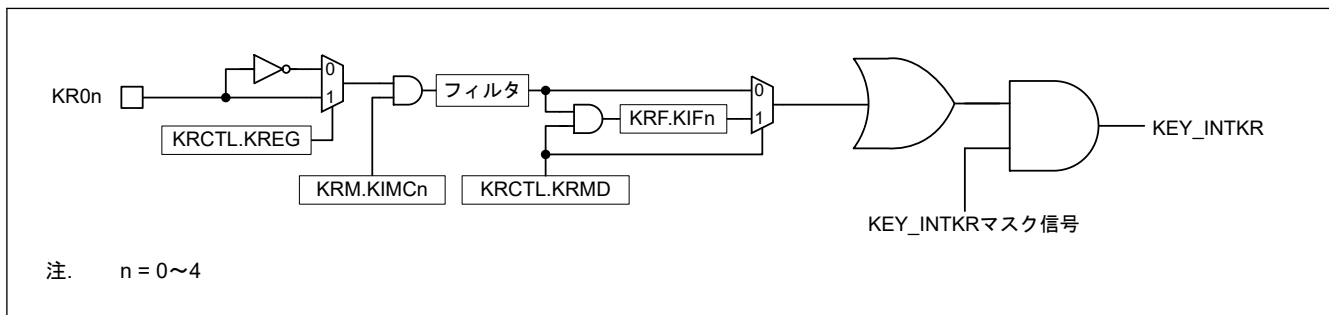 KR0n
0
1
KRCTL.KREG
フィルタ
KRM.KIMCn
KRF.KIFn
0
1
KRCTL.KRMD
KEY_INTKR
KEY_INTKRマスク信号
注. n = 0～4